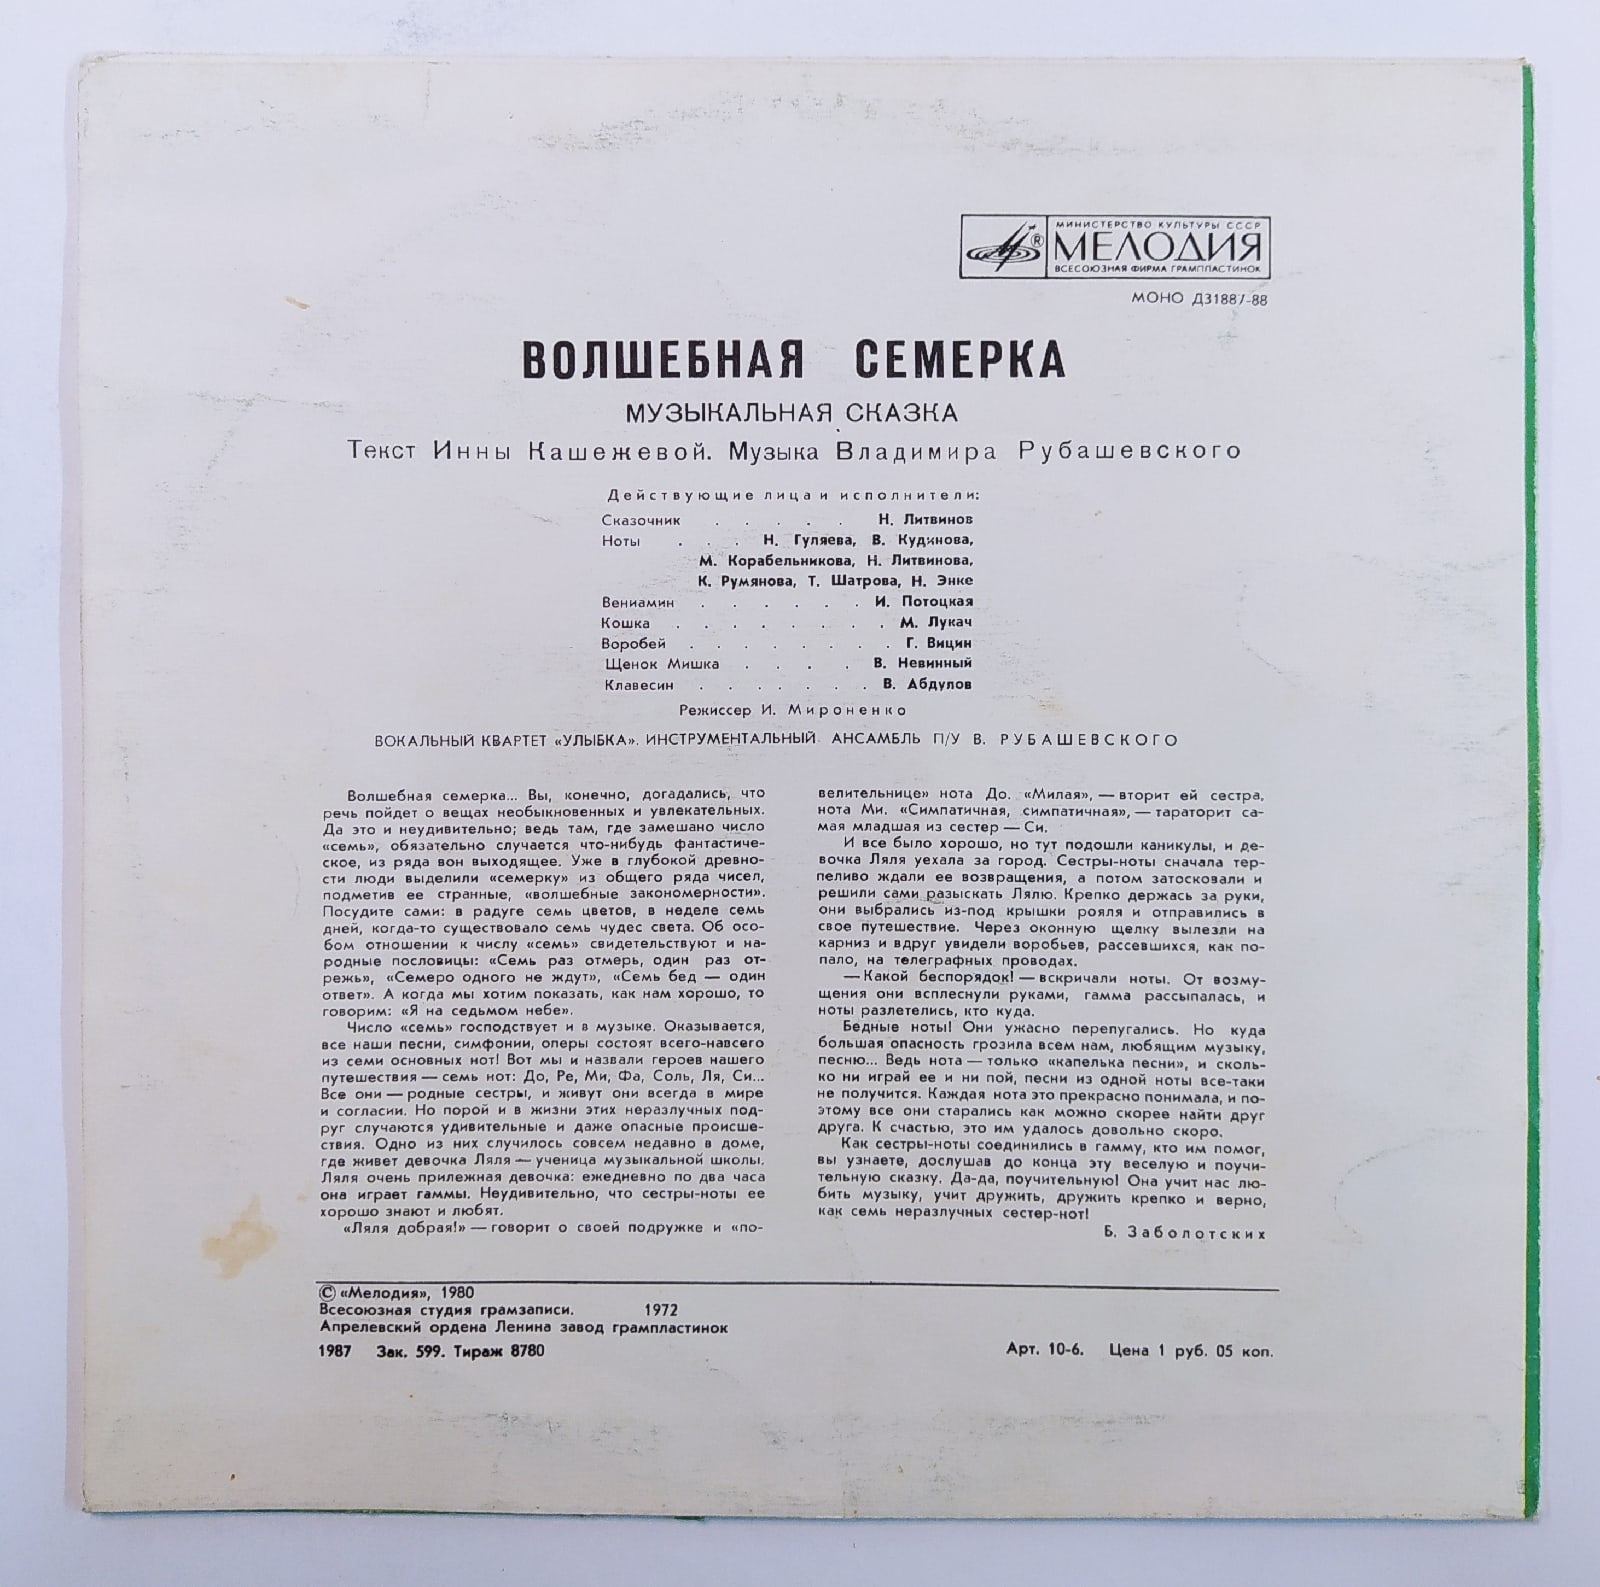 МИНИСТЕРСТВО КУЛЬТУРЫ СССР
МЕЛОДИЯ
ВСЕСОЮЗНАЯ ФИРМА ГРАМПЛАСТИНОК
®
МОНО Д31887-88
ВОЛШЕБНАЯ СЕМЕРКА
МУЗЫКАЛЬНАЯ СКАЗКА
Текст Инны Кашежевой. Музыка Владимира Рубашевского
Действующие лица и исполнители:
Сказочник . . . . . Н. Литвинов
Ноты . . . Н. Гуляева, В. Кудинова,
М. Корабельникова, Н. Литвинова,
К. Румянова, Т. Шатрова, Н. Энке
Вениамин . . . . . . И. Потоцкая
Кошка . . . . . . . . М. Лукач
Воробей . . . . . . . . Г. Вицин
Щенок Мишка . . . . В. Невинный
Клавесин . . . . . . . В. Абдулов
Режиссер И. Мироненко
ВОКАЛЬНЫЙ КВАРТЕТ «УЛЫБКА». ИНСТРУМЕНТАЛЬНЫЙ АНСАМБЛЬ П/У В. РУБАШЕВСКОГО
Волшебная семерка... Вы, конечно, догадались, что
речь пойдет о вещах необыкновенных и увлекательных.
Да это и неудивительно; ведь там, где замешано число
«семь», обязательно случается что-нибудь фантастиче-
ское, из ряда вон выходящее. Уже в глубокой древно-
сти люди выделили «семерку» из общего ряда чисел,
подметив ее странные, «волшебные закономерности».
Посудите сами: в радуге семь цветов, в неделе семь
дней, когда-то существовало семь чудес света. Об осо-
бом отношении к числу «семь» свидетельствуют и на-
родные пословицы: «Семь раз отмерь, один раз от-
режь», «Семеро одного не ждут», «Семь бед — один
ответ». А когда мы хотим показать, как нам хорошо, то
говорим: «Я на седьмом небе».
Число «семь» господствует и в музыке. Оказывается,
все наши песни, симфонии, оперы состоят всего-навсего
из семи основных нот! Вот мы и назвали героев нашего
путешествия — семь нот: До, Ре, Ми, Фа, Соль, Ля, Си...
Все они — родные сестры, и живут они всегда в мире
и согласии. Но порой и в жизни этих неразлучных под-
руг случаются удивительные и даже опасные происше-
ствия. Одно из них случилось совсем недавно в доме,
где живет девочка Ляля — ученица музыкальной школы.
Ляля очень прилежная девочка: ежедневно по два часа
она играет гаммы. Неудивительно, что сестры-ноты ее
хорошо знают и любят.
«Ляля добрая!» — говорит о своей подружке и «по-
велительнице» нота До. «Милая», — вторит ей сестра,
нота Ми. «Симпатичная, симпатичная», — тараторит са-
мая младшая из сестер — Си.
И все было хорошо, но тут подошли каникулы, и де-
вочка Ляля уехала за город. Сестры-ноты сначала тер-
пеливо ждали ее возвращения, а потом затосковали и
решили сами разыскать Лялю. Крепко держась за руки,
они выбрались из-под крышки рояля и отправились в
свое путешествие. Через оконную щелку вылезли на
карниз и вдруг увидели воробьев, рассевшихся, как по-
пало, на телеграфных проводах.
— Какой беспорядок! — вскричали ноты. От возму-
щения они всплеснули руками, гамма рассыпалась, и
ноты разлетелись, кто куда.
Бедные ноты! Они ужасно перепугались. Но куда
большая опасность грозила всем нам, любящим музыку,
песню... Ведь нота — только «капелька песни», и сколь-
ко ни играй ее и ни пой, песни из одной ноты все-таки
не получится. Каждая нота это прекрасно понимала, и по-
этому все они старались как можно скорее найти друг
друга. К счастью, это им удалось довольно скоро.
Как сестры-ноты соединились в гамму, кто им помог,
вы узнаете, дослушав до конца эту веселую и поучи-
тельную сказку. Да-да, поучительную! Она учит нас лю-
бить музыку, учит дружить, дружить крепко и верно,
как семь неразлучных сестер-нот!
Б. Заболотских
© «Мелодия», 1980
Всесоюзная студия грамзаписи. 1972
Апрелевский ордена Ленина завод грампластинок
1987 Зак. 599. Тираж 8780
Арт. 10-6. Цена 1 руб. 05 коп.